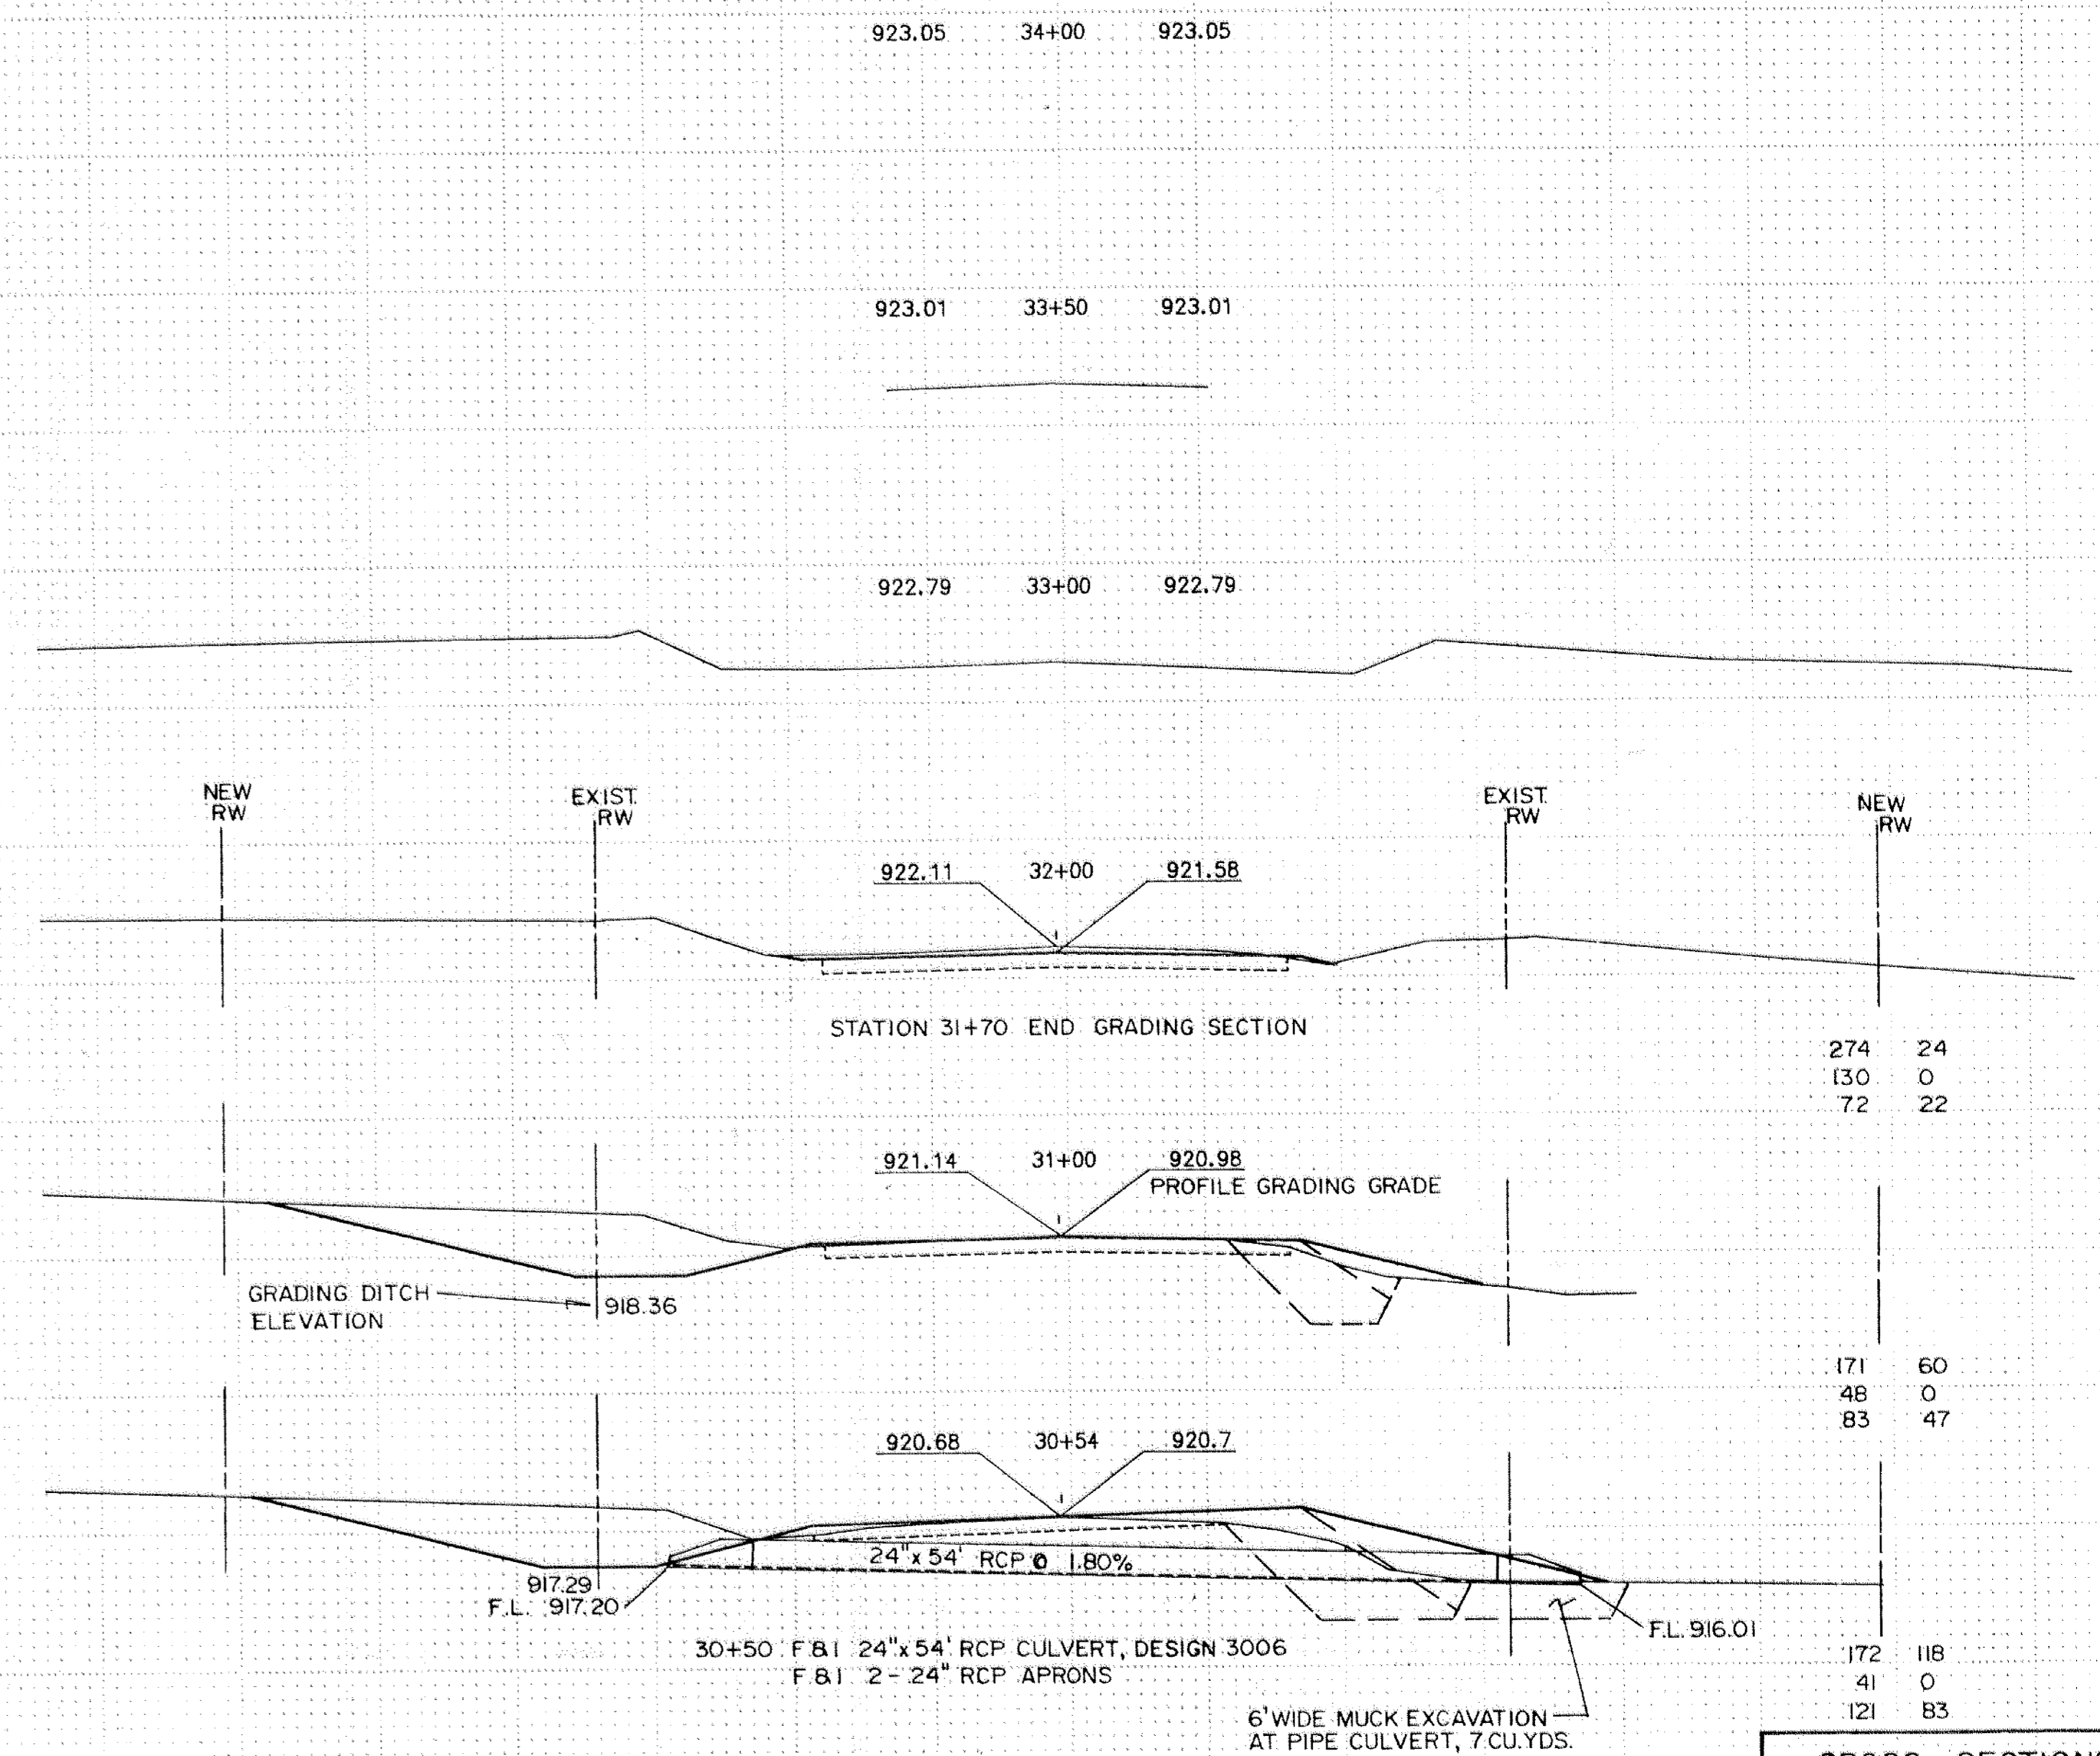 923.05 34+00 923.05
923.01 33+50 923.01
922.79 33+00 922.79
NEW
RW
EXIST.
RW
EXIST.
RW
NEW
RW
922.11 32+00 921.58
STATION 31+70 END GRADING SECTION
274 24
130 0
72 22
921.14 31+00 920.98
PROFILE GRADING GRADE
GRADING DITCH
ELEVATION
918.36
171 60
48 0
83 47
920.68 30+54 920.7
24"x 54' RCP @ 1.80%
917.29
F.L. 917.20
F.L. 916.01
30+50 F&I 24"x 54' RCP CULVERT, DESIGN 3006
F&I 2-24" RCP APRONS
172 118
41 0
121 83
6' WIDE MUCK EXCAVATION
AT PIPE CULVERT, 7 CU.YDS.